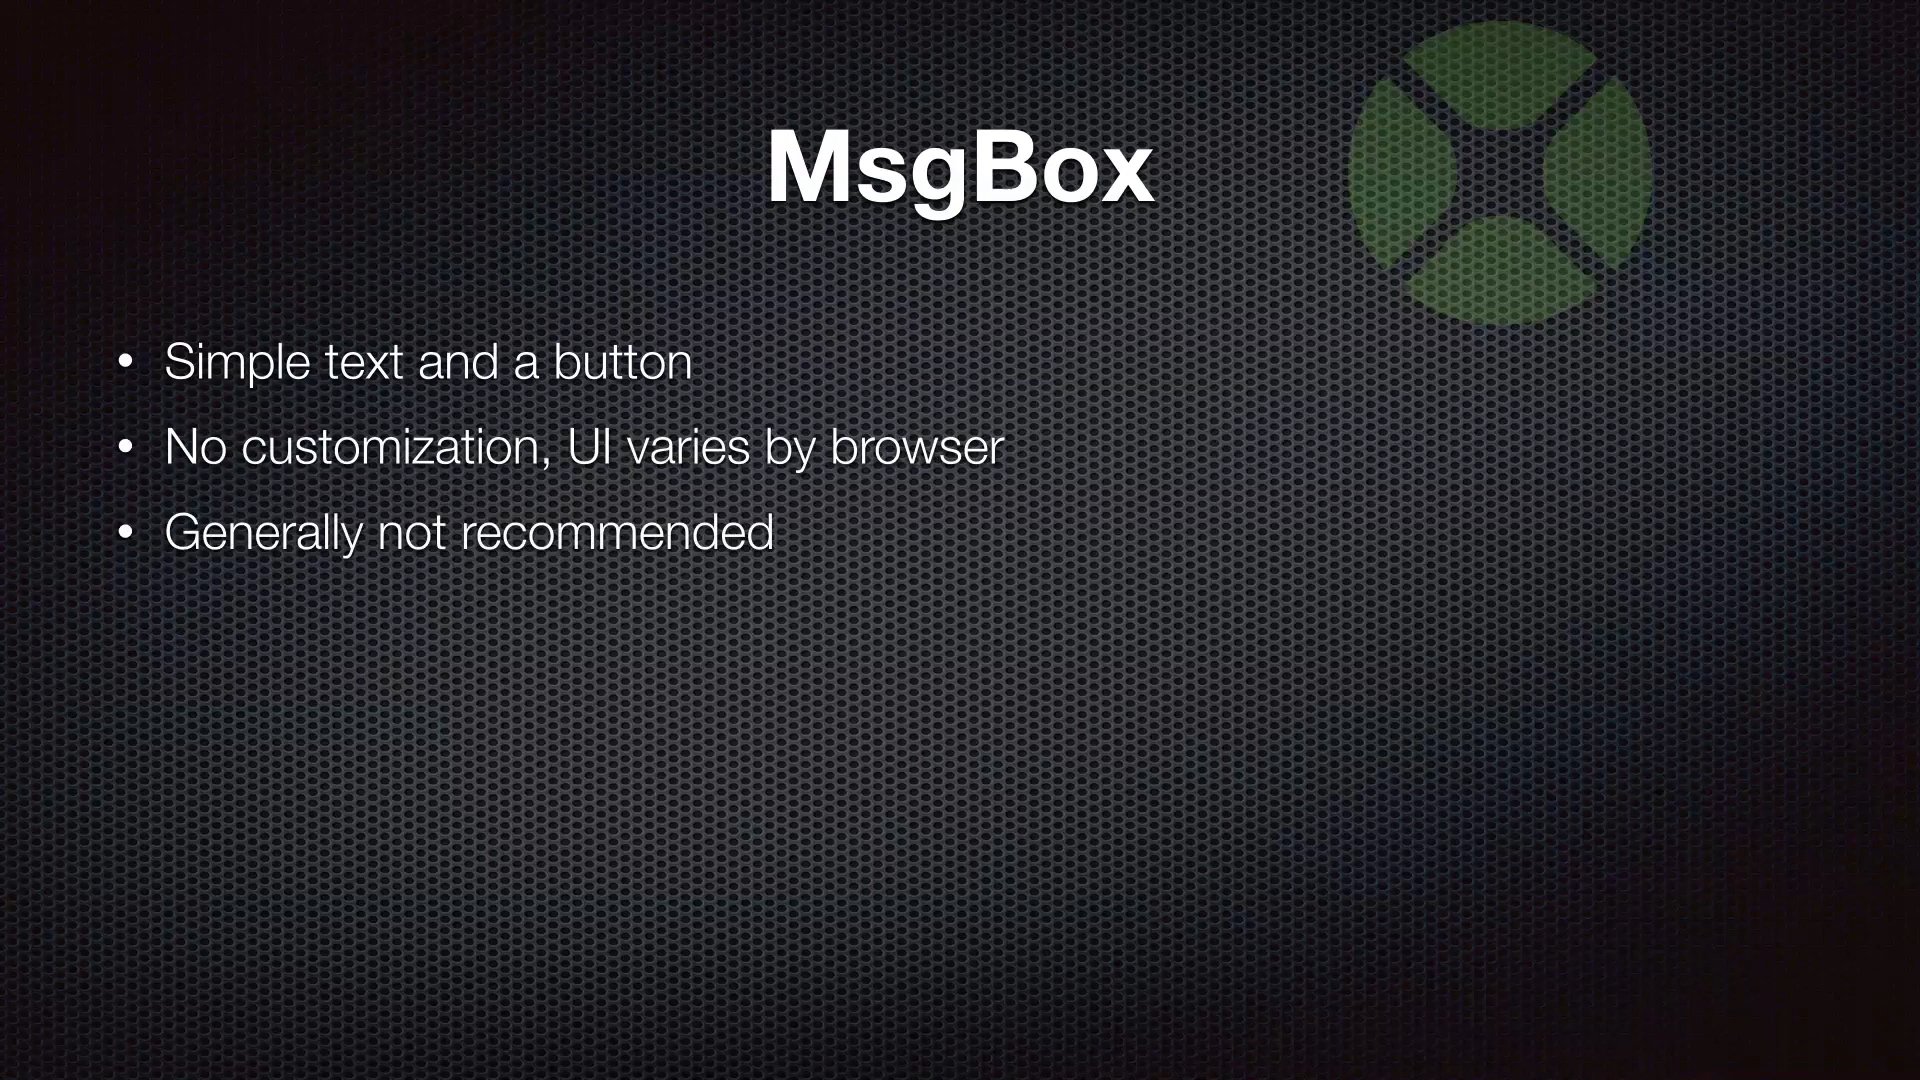 MsgBox
• Simple text and a button
• No customization, UI varies by browser
• Generally not recommended